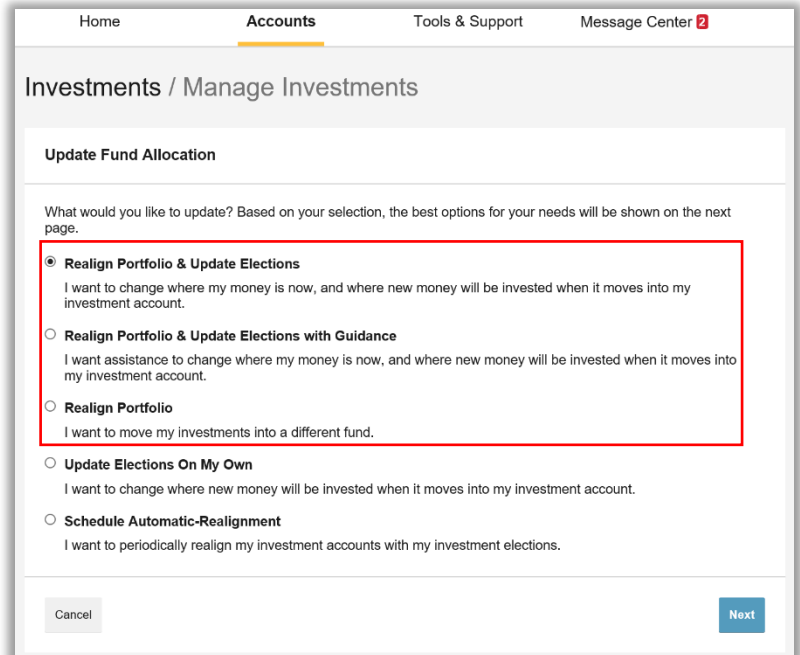 Home Accounts Tools & Support Message Center 2
Investments / Manage Investments
Update Fund Allocation
What would you like to update? Based on your selection, the best options for your needs will be shown on the next
page.
Realign Portfolio & Update Elections
I want to change where my money is now, and where new money will be invested when it moves into my
investment account.
Realign Portfolio & Update Elections with Guidance
I want assistance to change where my money is now, and where new money will be invested when it moves into
my investment account.
Realign Portfolio
I want to move my investments into a different fund.
Update Elections On My Own
I want to change where new money will be invested when it moves into my investment account.
Schedule Automatic-Realignment
I want to periodically realign my investment accounts with my investment elections.
Cancel Next